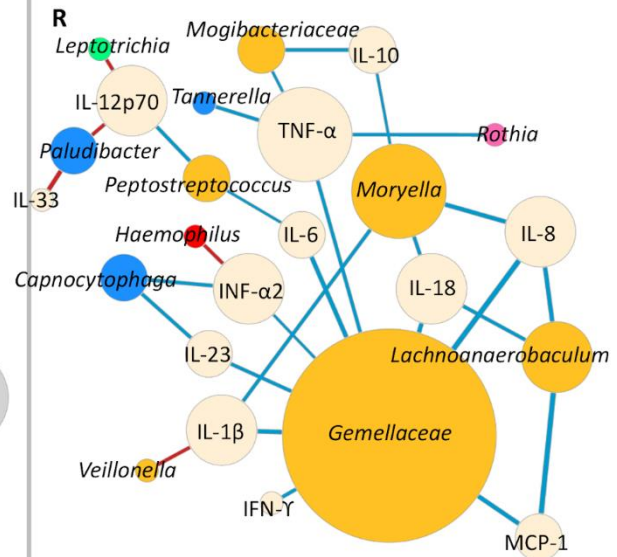 R
Leptotrichia
Mogibacteriaceae
IL-10
IL-12p70
Tannerella
TNF-α
Rothia
Paludibacter
Peptostreptococcus
Moryella
IL-33
Haemophilus
IL-6
IL-8
Capnocytophaga
INF-α2
IL-18
IL-23
Lachnoanaerobaculum
IL-1β
Gemellaceae
Veillonella
IFN-ϒ
MCP-1